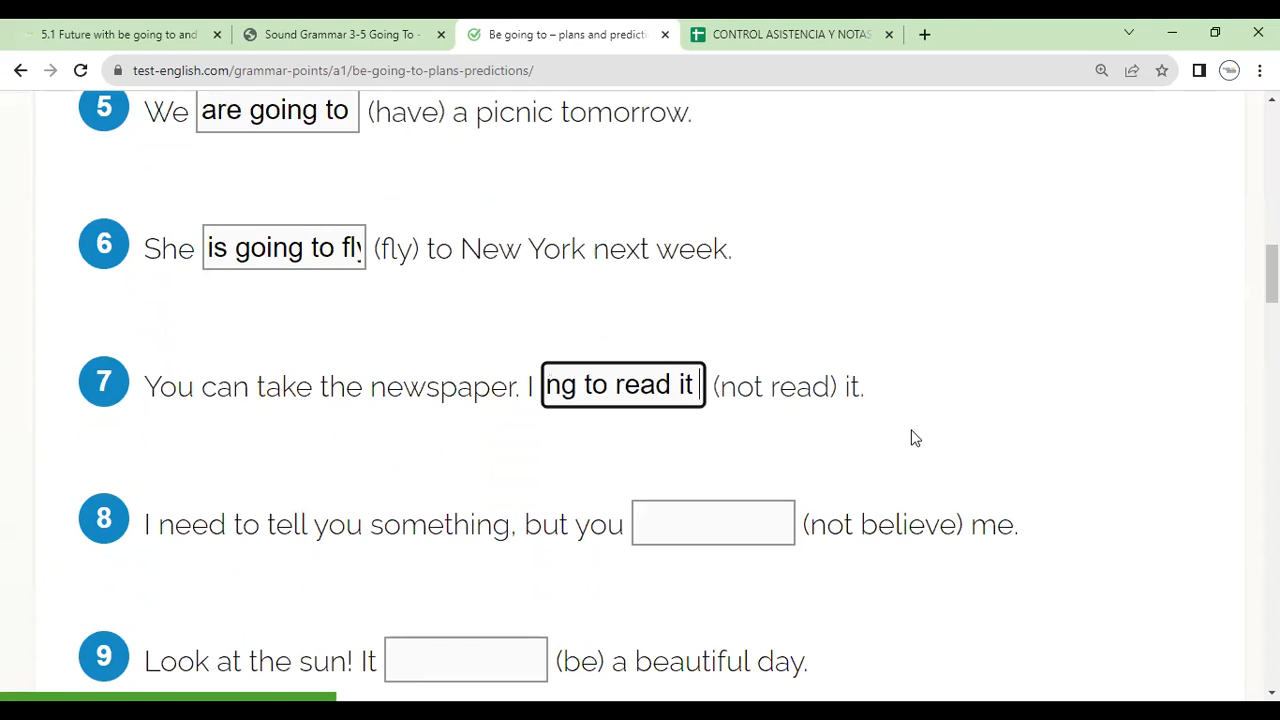 5.1 Future with be going to and
Sound Grammar 3-5 Going To -
Be going to – plans and predicti
CONTROL ASISTENCIA Y NOTAS
test-english.com/grammar-points/a1/be-going-to-plans-predictions/
5 We are going to (have) a picnic tomorrow.
6 She is going to fly (fly) to New York next week.
7 You can take the newspaper. I ng to read it (not read) it.
8 I need to tell you something, but you (not believe) me.
9 Look at the sun! It (be) a beautiful day.